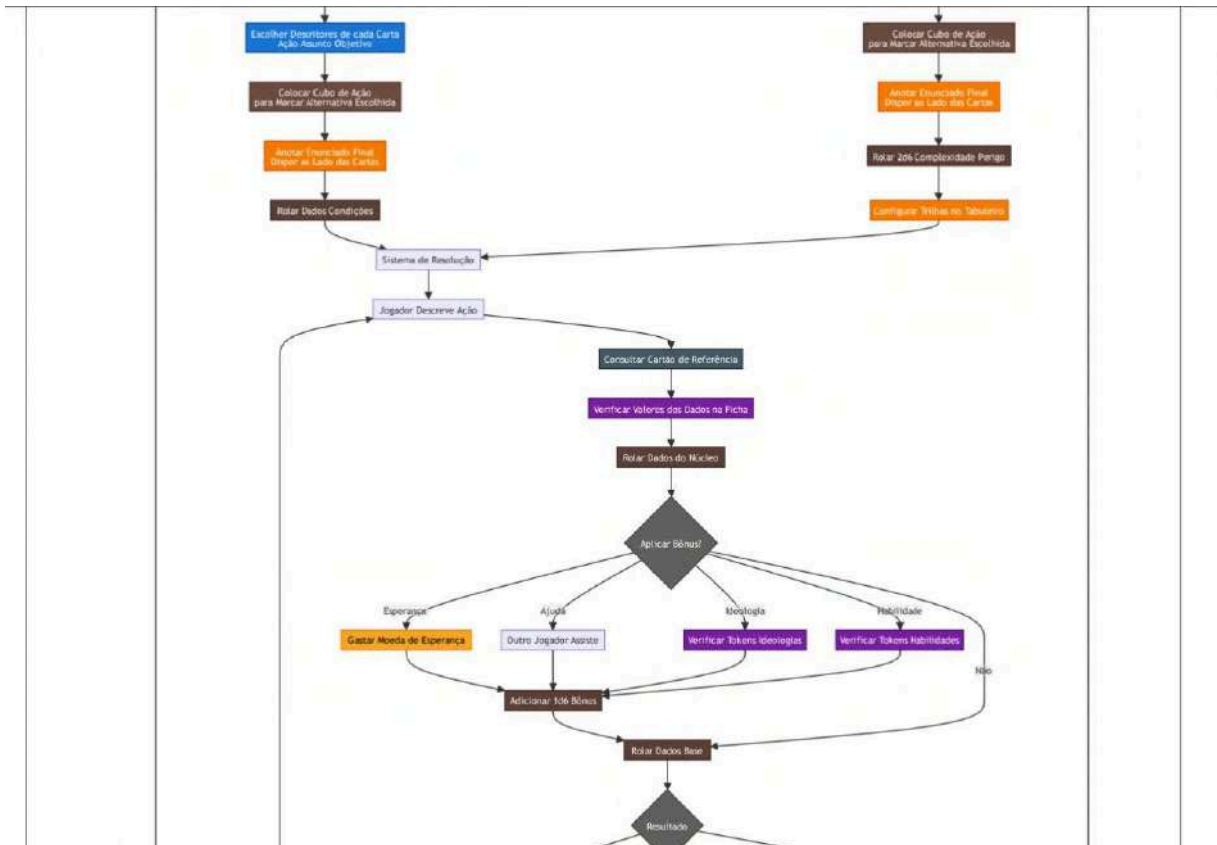 Escolher Descritores de cada Carta
Ação Assunto Objetivo
Colocar Cubo de Ação
para Marcar Alternativa Escolhida
Colocar Cubo de Ação
para Marcar Alternativa Escolhida
Anotar Enunciado Final
Dispor ao Lado das Cartas
Anotar Enunciado Final
Dispor ao Lado das Cartas
Rolar 2d6 Complexidade Perigo
Rolar Dados Condições
Configurar Trilhas no Tabuleiro
Sistema de Resolução
Jogador Descreve Ação
Consultar Cartão de Referência
Verificar Valores dos Dados na Ficha
Rolar Dados do Núcleo
Aplicar Bônus?
Esperança
Ajuda
Ideologia
Habilidade
Gastar Moeda de Esperança
Outro Jogador Assiste
Verificar Tokens Ideologias
Verificar Tokens Habilidades
Não
Adicionar 1d6 Bônus
Rolar Dados Base
Resultado